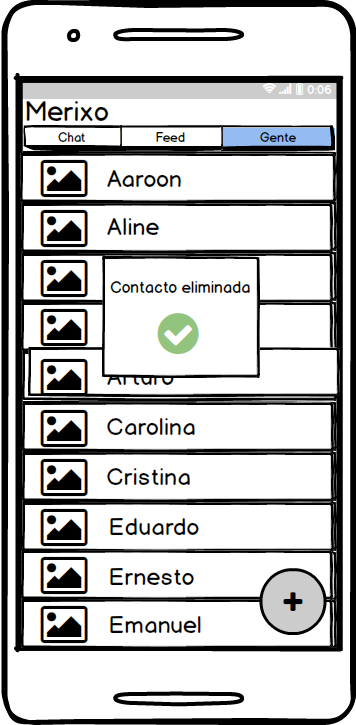 0:06
Merixo
Chat Feed Gente
Aaroon
Aline
Contacto eliminada
Arturo
Carolina
Cristina
Eduardo
Ernesto
Emanuel